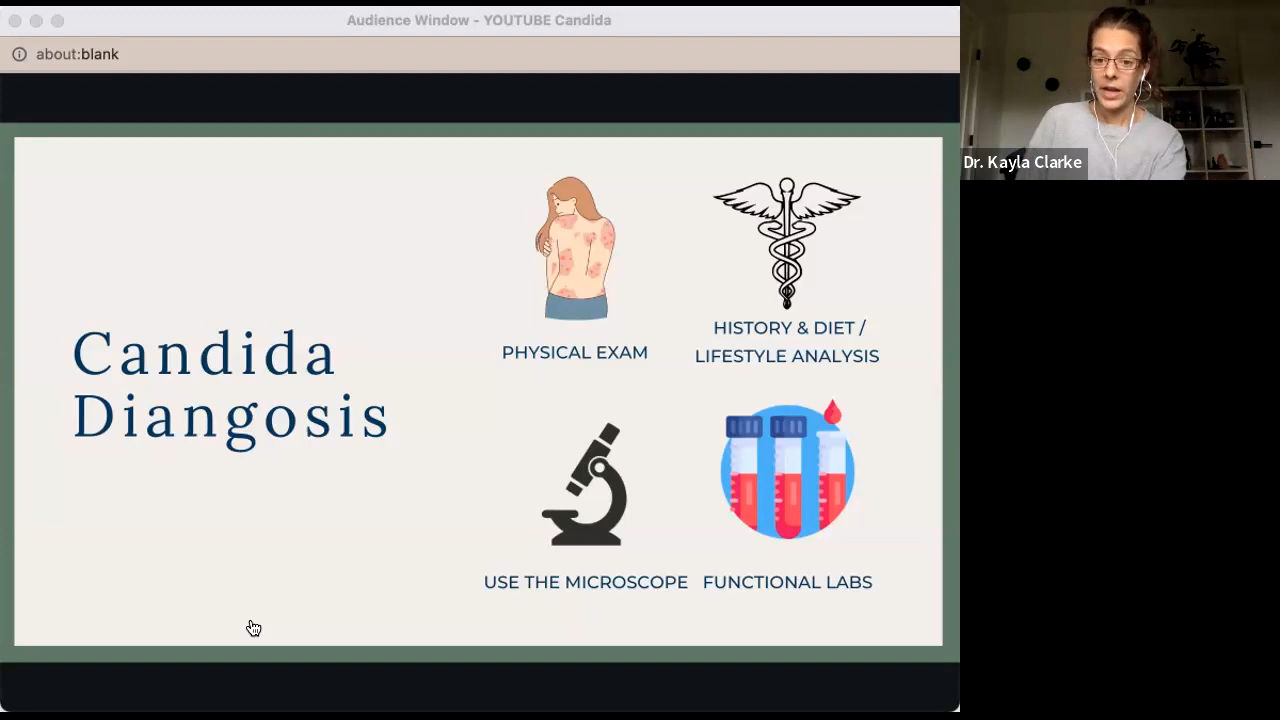 Audience Window - YOUTUBE Candida
about:blank
Dr. Kayla Clarke
Candida
Diangosis
PHYSICAL EXAM
HISTORY & DIET /
LIFESTYLE ANALYSIS
USE THE MICROSCOPE
FUNCTIONAL LABS